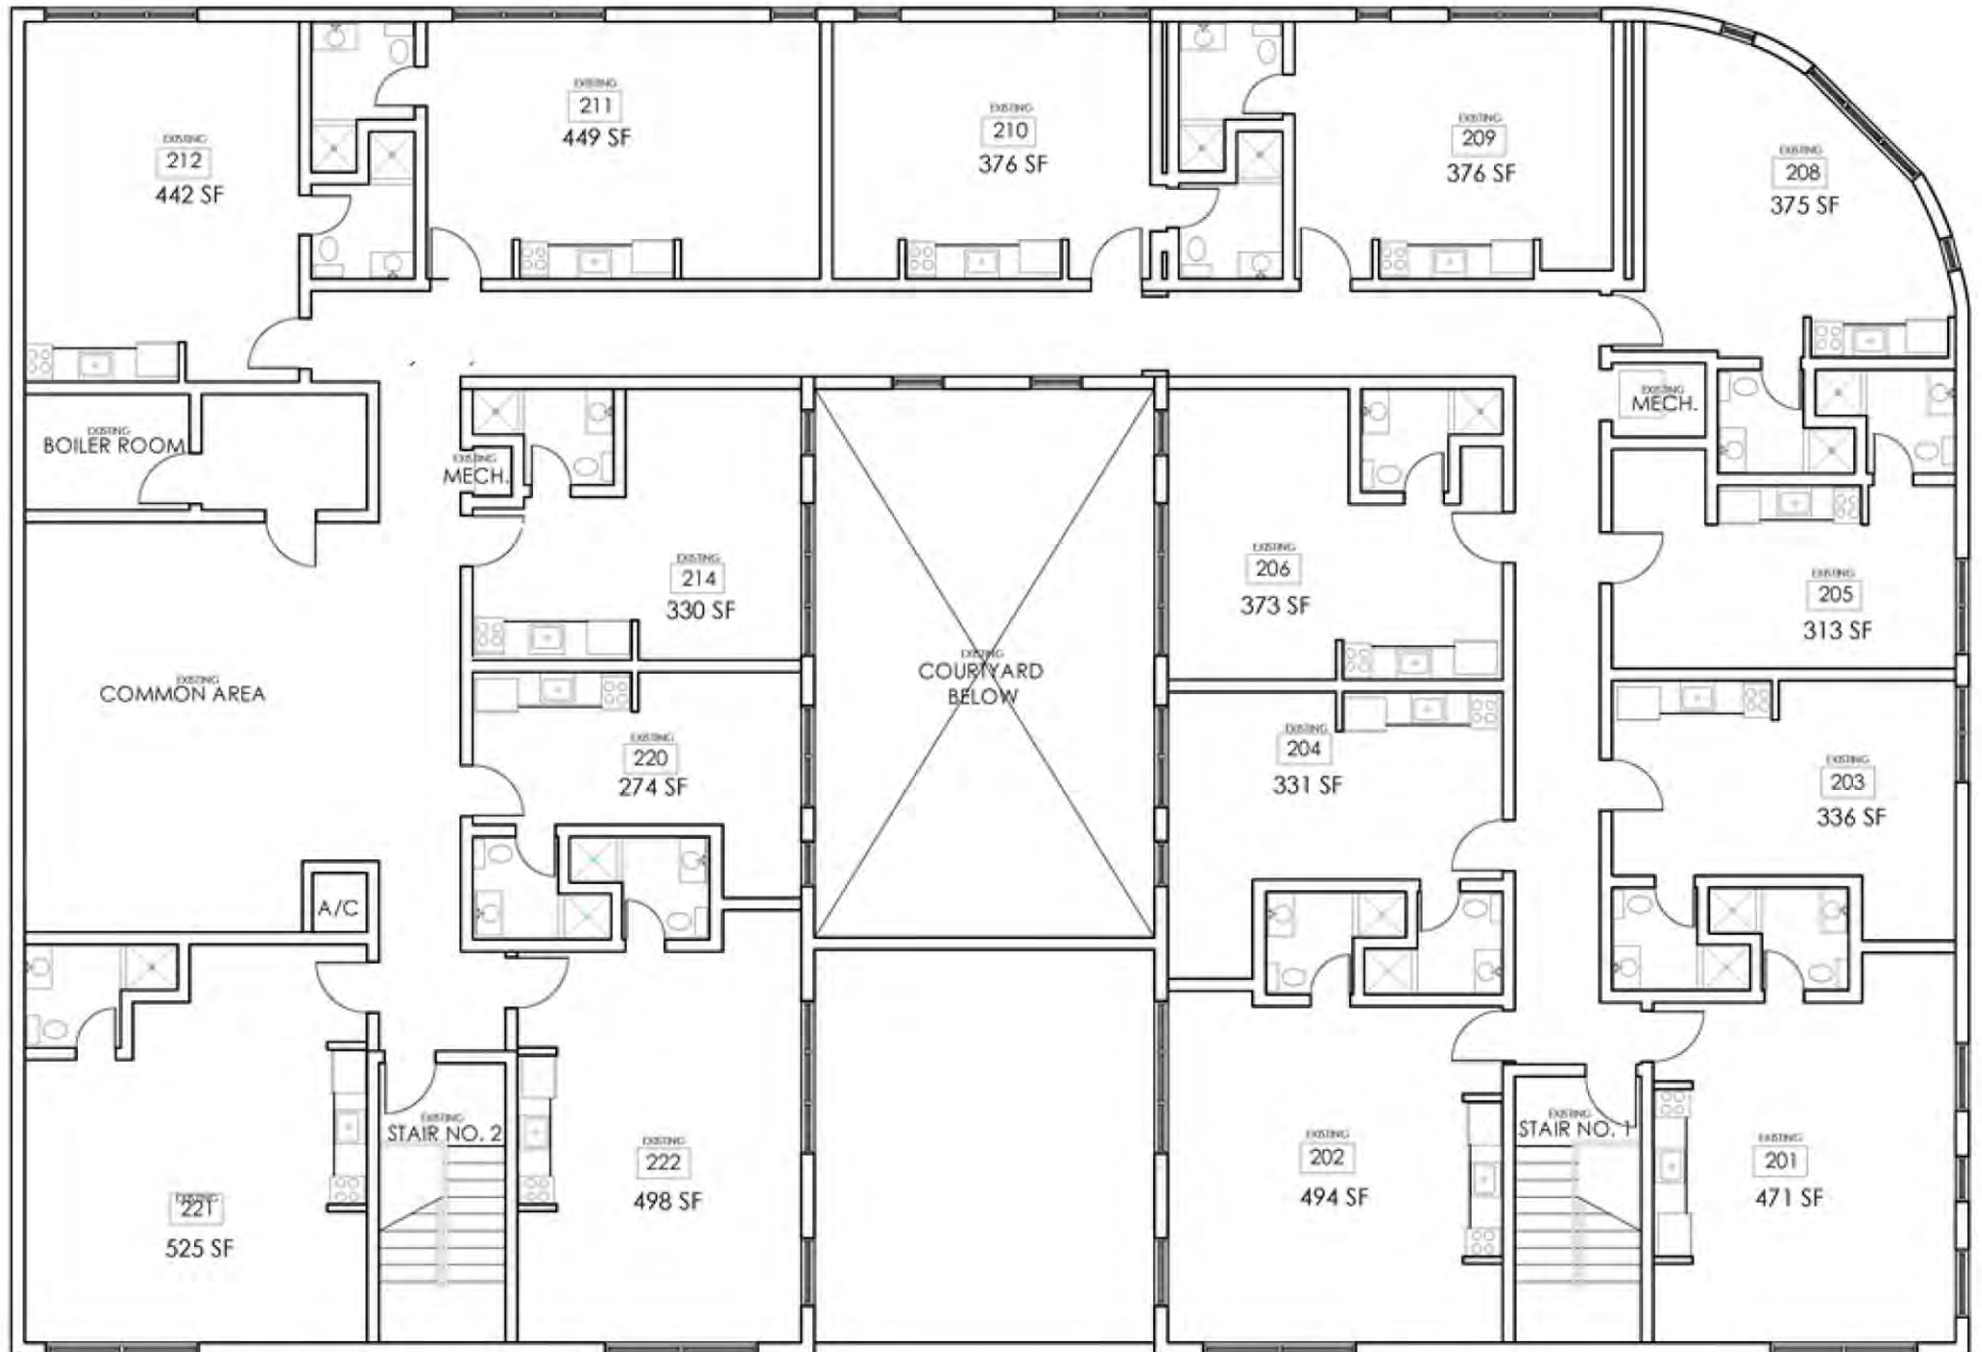 EXISTING
212
442 SF
EXISTING
211
449 SF
EXISTING
210
376 SF
EXISTING
209
376 SF
EXISTING
208
375 SF
EXISTING
BOILER ROOM
EXISTING
MECH.
EXISTING
MECH.
EXISTING
214
330 SF
EXISTING
206
373 SF
EXISTING
205
313 SF
EXISTING
COMMON AREA
EXISTING
COURTYARD
BELOW
EXISTING
220
274 SF
EXISTING
204
331 SF
EXISTING
203
336 SF
A/C
EXISTING
STAIR NO. 2
EXISTING
STAIR NO. 1
EXISTING
221
525 SF
EXISTING
222
498 SF
EXISTING
202
494 SF
EXISTING
201
471 SF